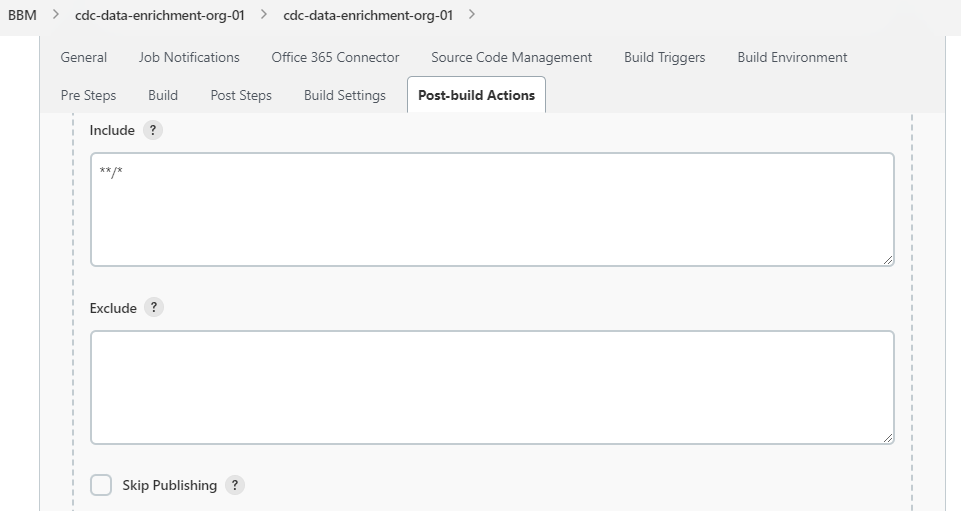 BBM > cdc-data-enrichment-org-01 > cdc-data-enrichment-org-01 >
General Job Notifications Office 365 Connector Source Code Management Build Triggers Build Environment
Pre Steps Build Post Steps Build Settings Post-build Actions
Include ?
**/*
Exclude ?
Skip Publishing ?